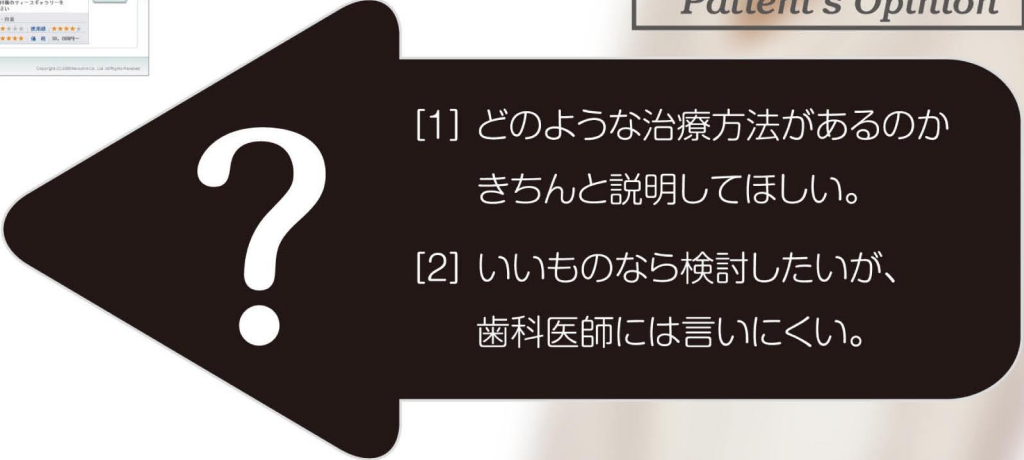 Patient's Opinion
?
[1] どのような治療方法があるのか
きちんと説明してほしい。
[2] いいものなら検討したいが、
歯科医師には言いにくい。